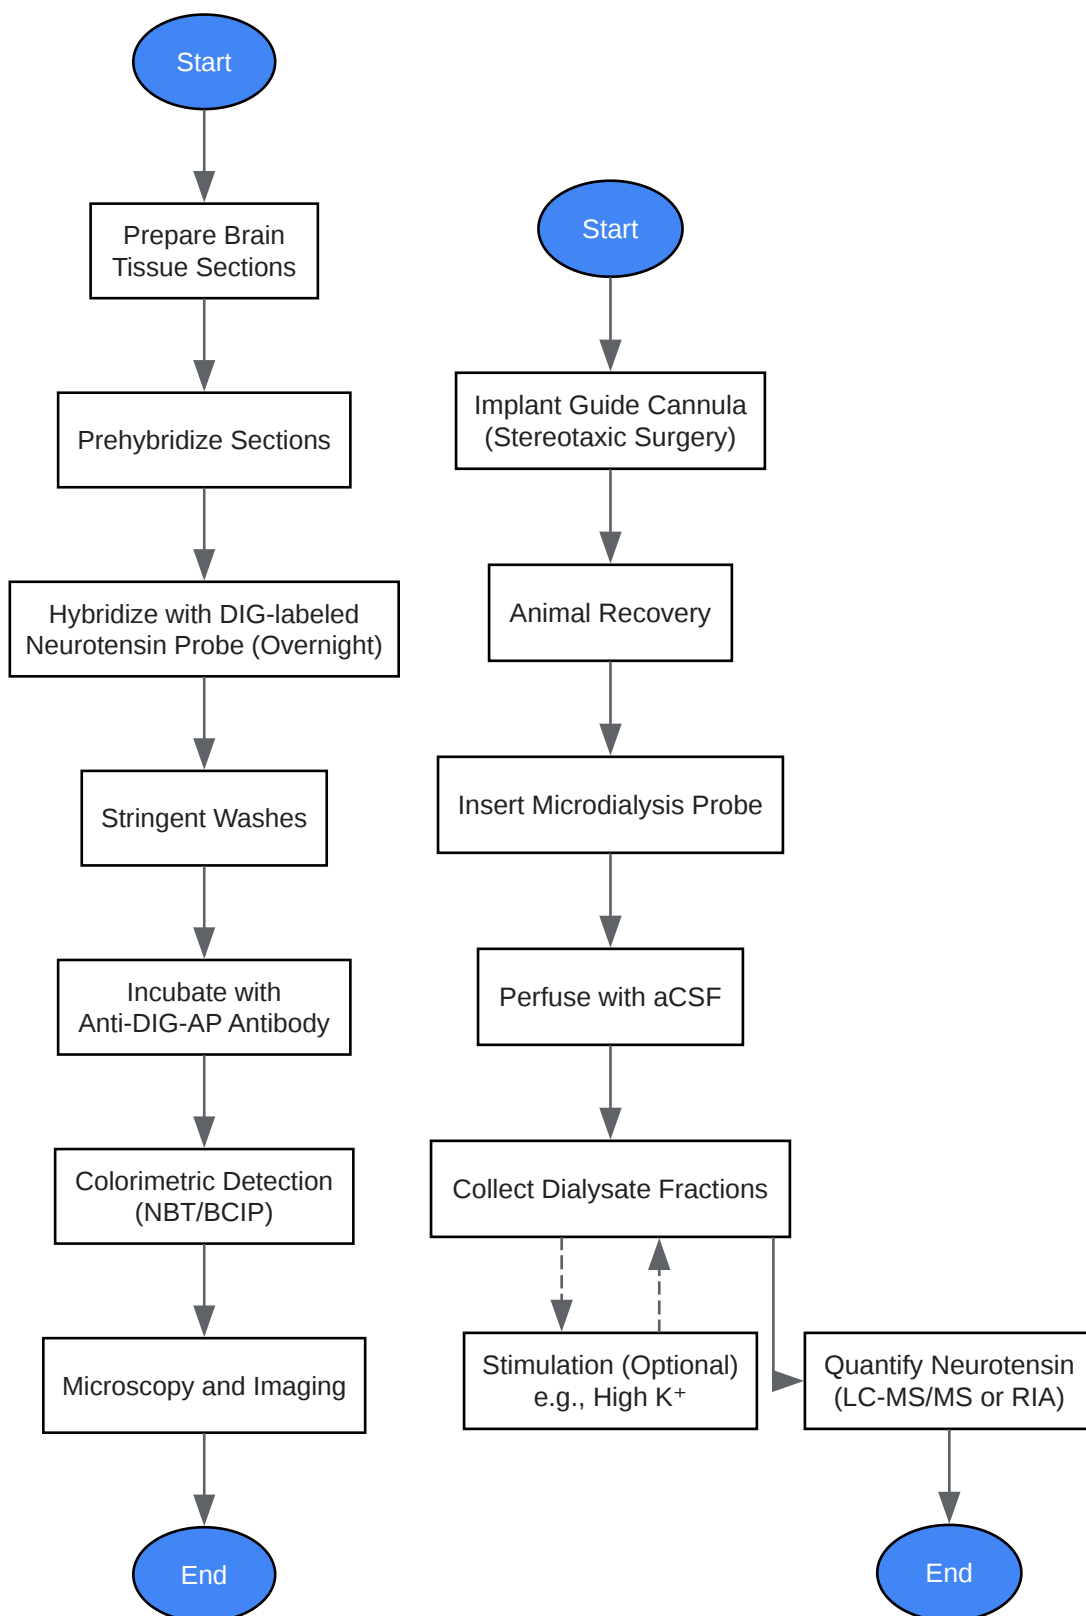 Start
Prepare Brain
Tissue Sections
Prehybridize Sections
Hybridize with DIG-labeled
Neurotensin Probe (Overnight)
Stringent Washes
Incubate with
Anti-DIG-AP Antibody
Colorimetric Detection
(NBT/BCIP)
Microscopy and Imaging
End
Start
Implant Guide Cannula
(Stereotaxic Surgery)
Animal Recovery
Insert Microdialysis Probe
Perfuse with aCSF
Collect Dialysate Fractions
Stimulation (Optional)
e.g., High K⁺
Quantify Neurotensin
(LC-MS/MS or RIA)
End